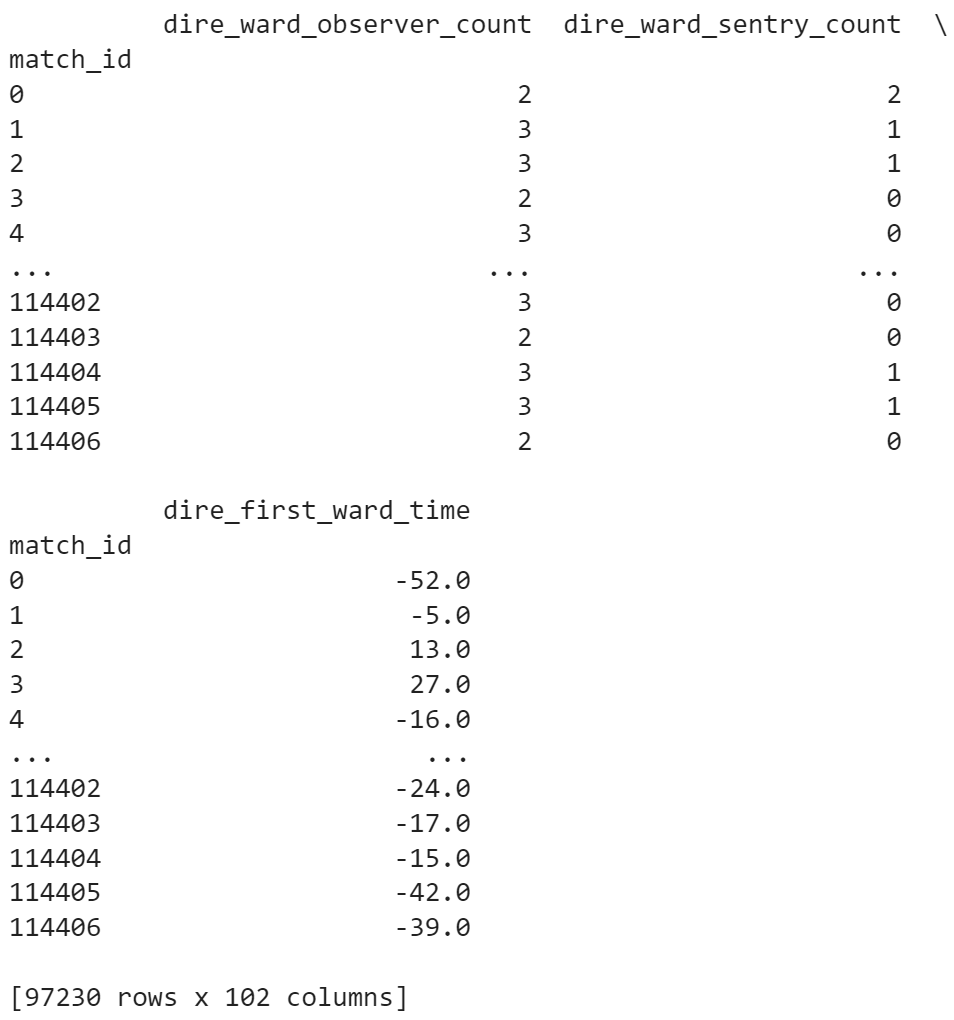 dire_ward_observer_count dire_ward_sentry_count \
match_id
0 2 2
1 3 1
2 3 1
3 2 0
4 3 0
... ... ...
114402 3 0
114403 2 0
114404 3 1
114405 3 1
114406 2 0
dire_first_ward_time
match_id
0 -52.0
1 -5.0
2 13.0
3 27.0
4 -16.0
... ...
114402 -24.0
114403 -17.0
114404 -15.0
114405 -42.0
114406 -39.0
[97230 rows x 102 columns]